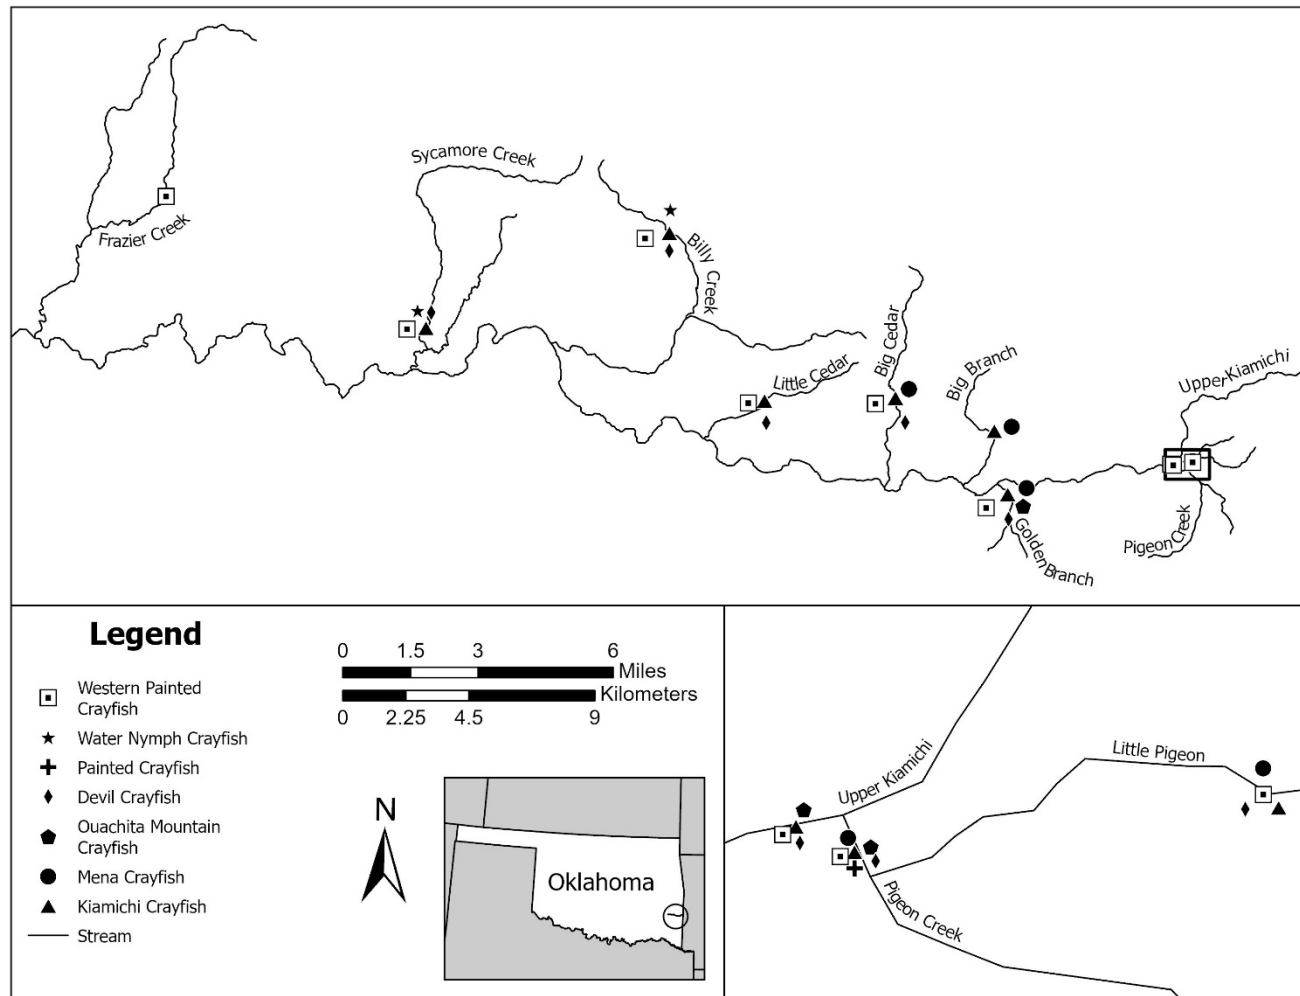 Sycamore Creek
Frazier Creek
Billy Creek
Big Cedar
Little Cedar
Big Branch
Upper-Kiamichi
Pigeon Creek
Golden Branch
Legend
Western Painted
Crayfish
Water Nymph Crayfish
Painted Crayfish
Devil Crayfish
Ouachita Mountain
Crayfish
Mena Crayfish
Kiamichi Crayfish
Stream
0 1.5 3 6
Miles
Kilometers
0 2.25 4.5 9
N
Oklahoma
Upper Kiamichi
Little Pigeon
Pigeon Creek